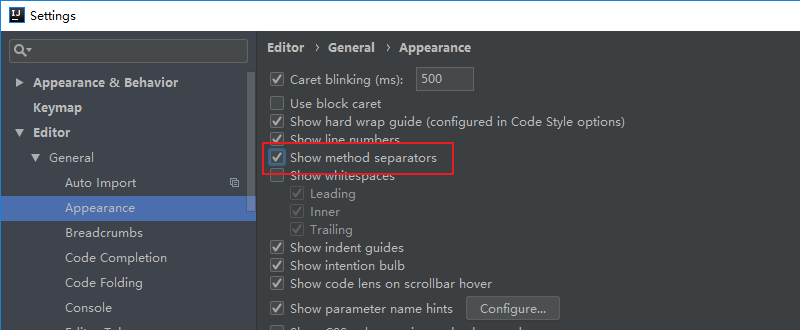 IJ
Settings
Appearance & Behavior
Keymap
Editor
General
Auto Import
Appearance
Breadcrumbs
Code Completion
Code Folding
Console
Editor › General › Appearance
Caret blinking (ms): 500
Use block caret
Show hard wrap guide (configured in Code Style options)
Show line numbers
Show method separators
Show whitespaces
Leading
Inner
Trailing
Show indent guides
Show intention bulb
Show code lens on scrollbar hover
Show parameter name hints Configure...